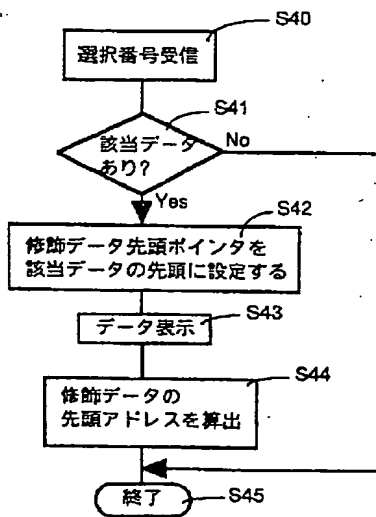 S40
選択番号受信
S41
該当データ
あり?
No
Yes
S42
修飾データ先頭ポインタを
該当データの先頭に設定する
S43
データ表示
S44
修飾データの
先頭アドレスを算出
終了
S45